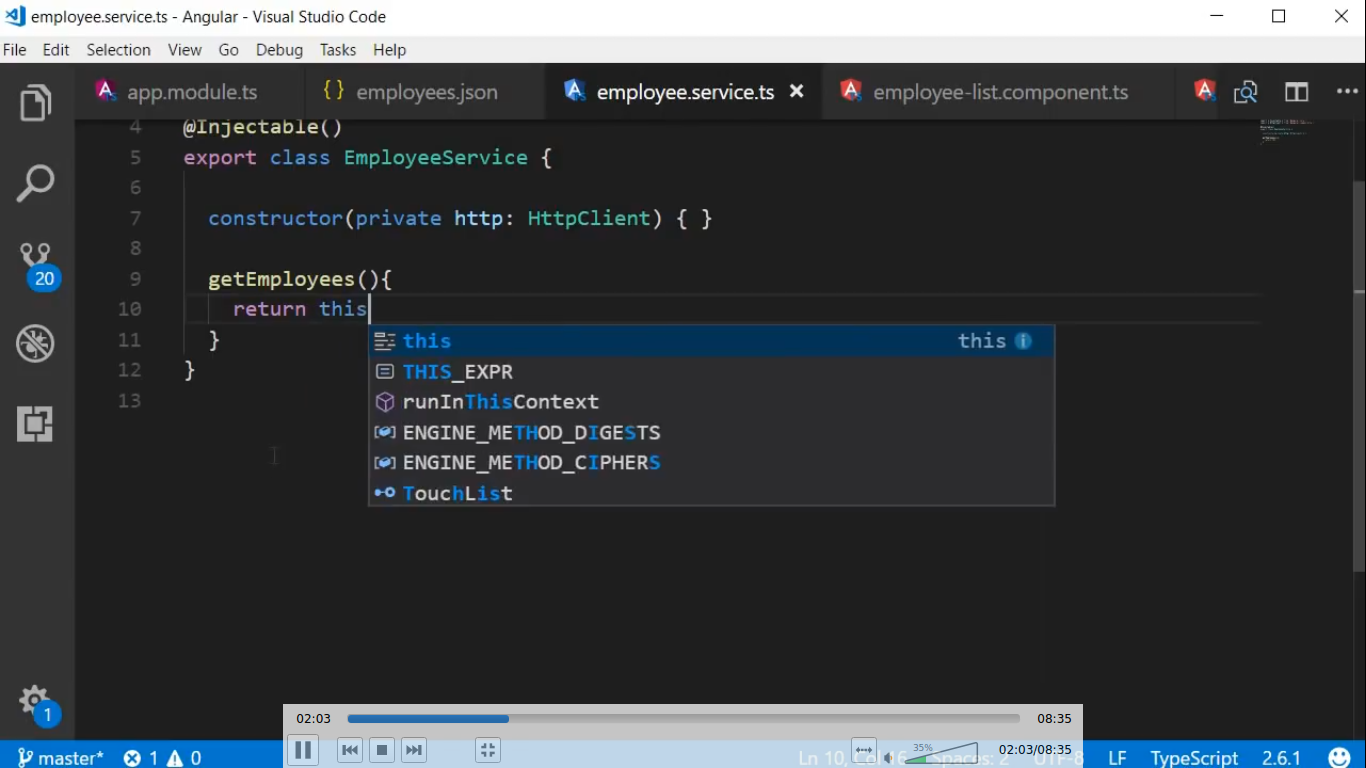 employee.service.ts - Angular - Visual Studio Code
File Edit Selection View Go Debug Tasks Help
app.module.ts {} employees.json employee.service.ts employee-list.component.ts
4 @Injectable()
5 export class EmployeeService {
6
7 constructor(private http: HttpClient) { }
8
9 getEmployees(){
10 return this
11 }
12 }
13
this this
THIS_EXPR
runInThisContext
ENGINE_METHOD_DIGESTS
ENGINE_METHOD_CIPHERS
TouchList
20
1
02:03 08:35
35% 02:03/08:35
master* 1 0 Ln 10, Col 16 Spaces: 2 UTF-8 LF TypeScript 2.6.1